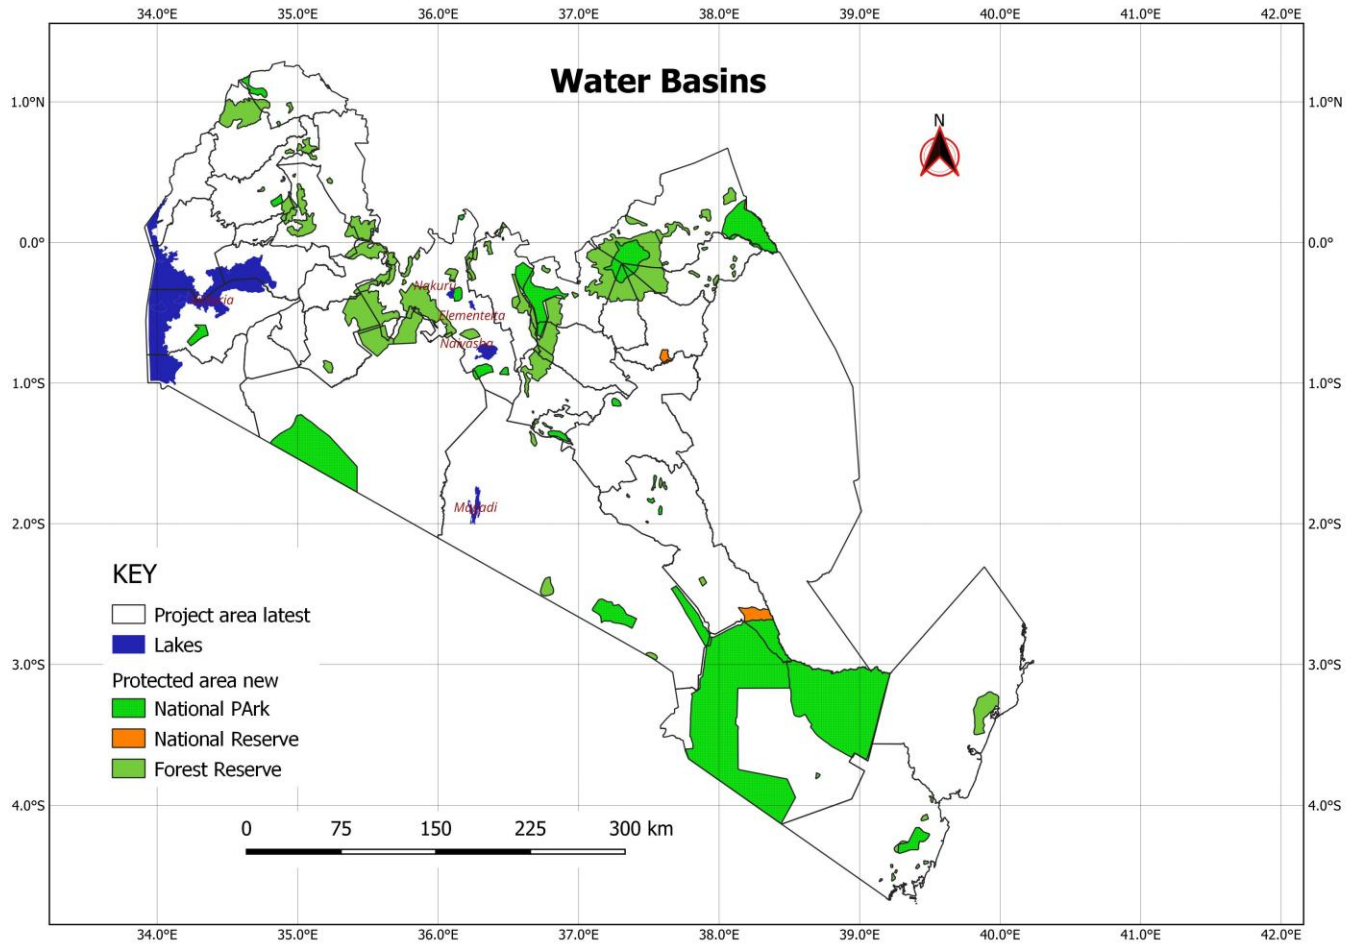 34.0°E 35.0°E 36.0°E 37.0°E 38.0°E 39.0°E 40.0°E 41.0°E 42.0°E
Water Basins
1.0°N 1.0°N
N
0.0° 0.0°
Nakuru
Elementeita
Naivasha
1.0°S 1.0°S
Magadi
2.0°S 2.0°S
KEY
Project area latest
Lakes
3.0°S 3.0°S
Protected area new
National PArk
National Reserve
Forest Reserve
4.0°S 4.0°S
0 75 150 225 300 km
34.0°E 35.0°E 36.0°E 37.0°E 38.0°E 39.0°E 40.0°E 41.0°E 42.0°E